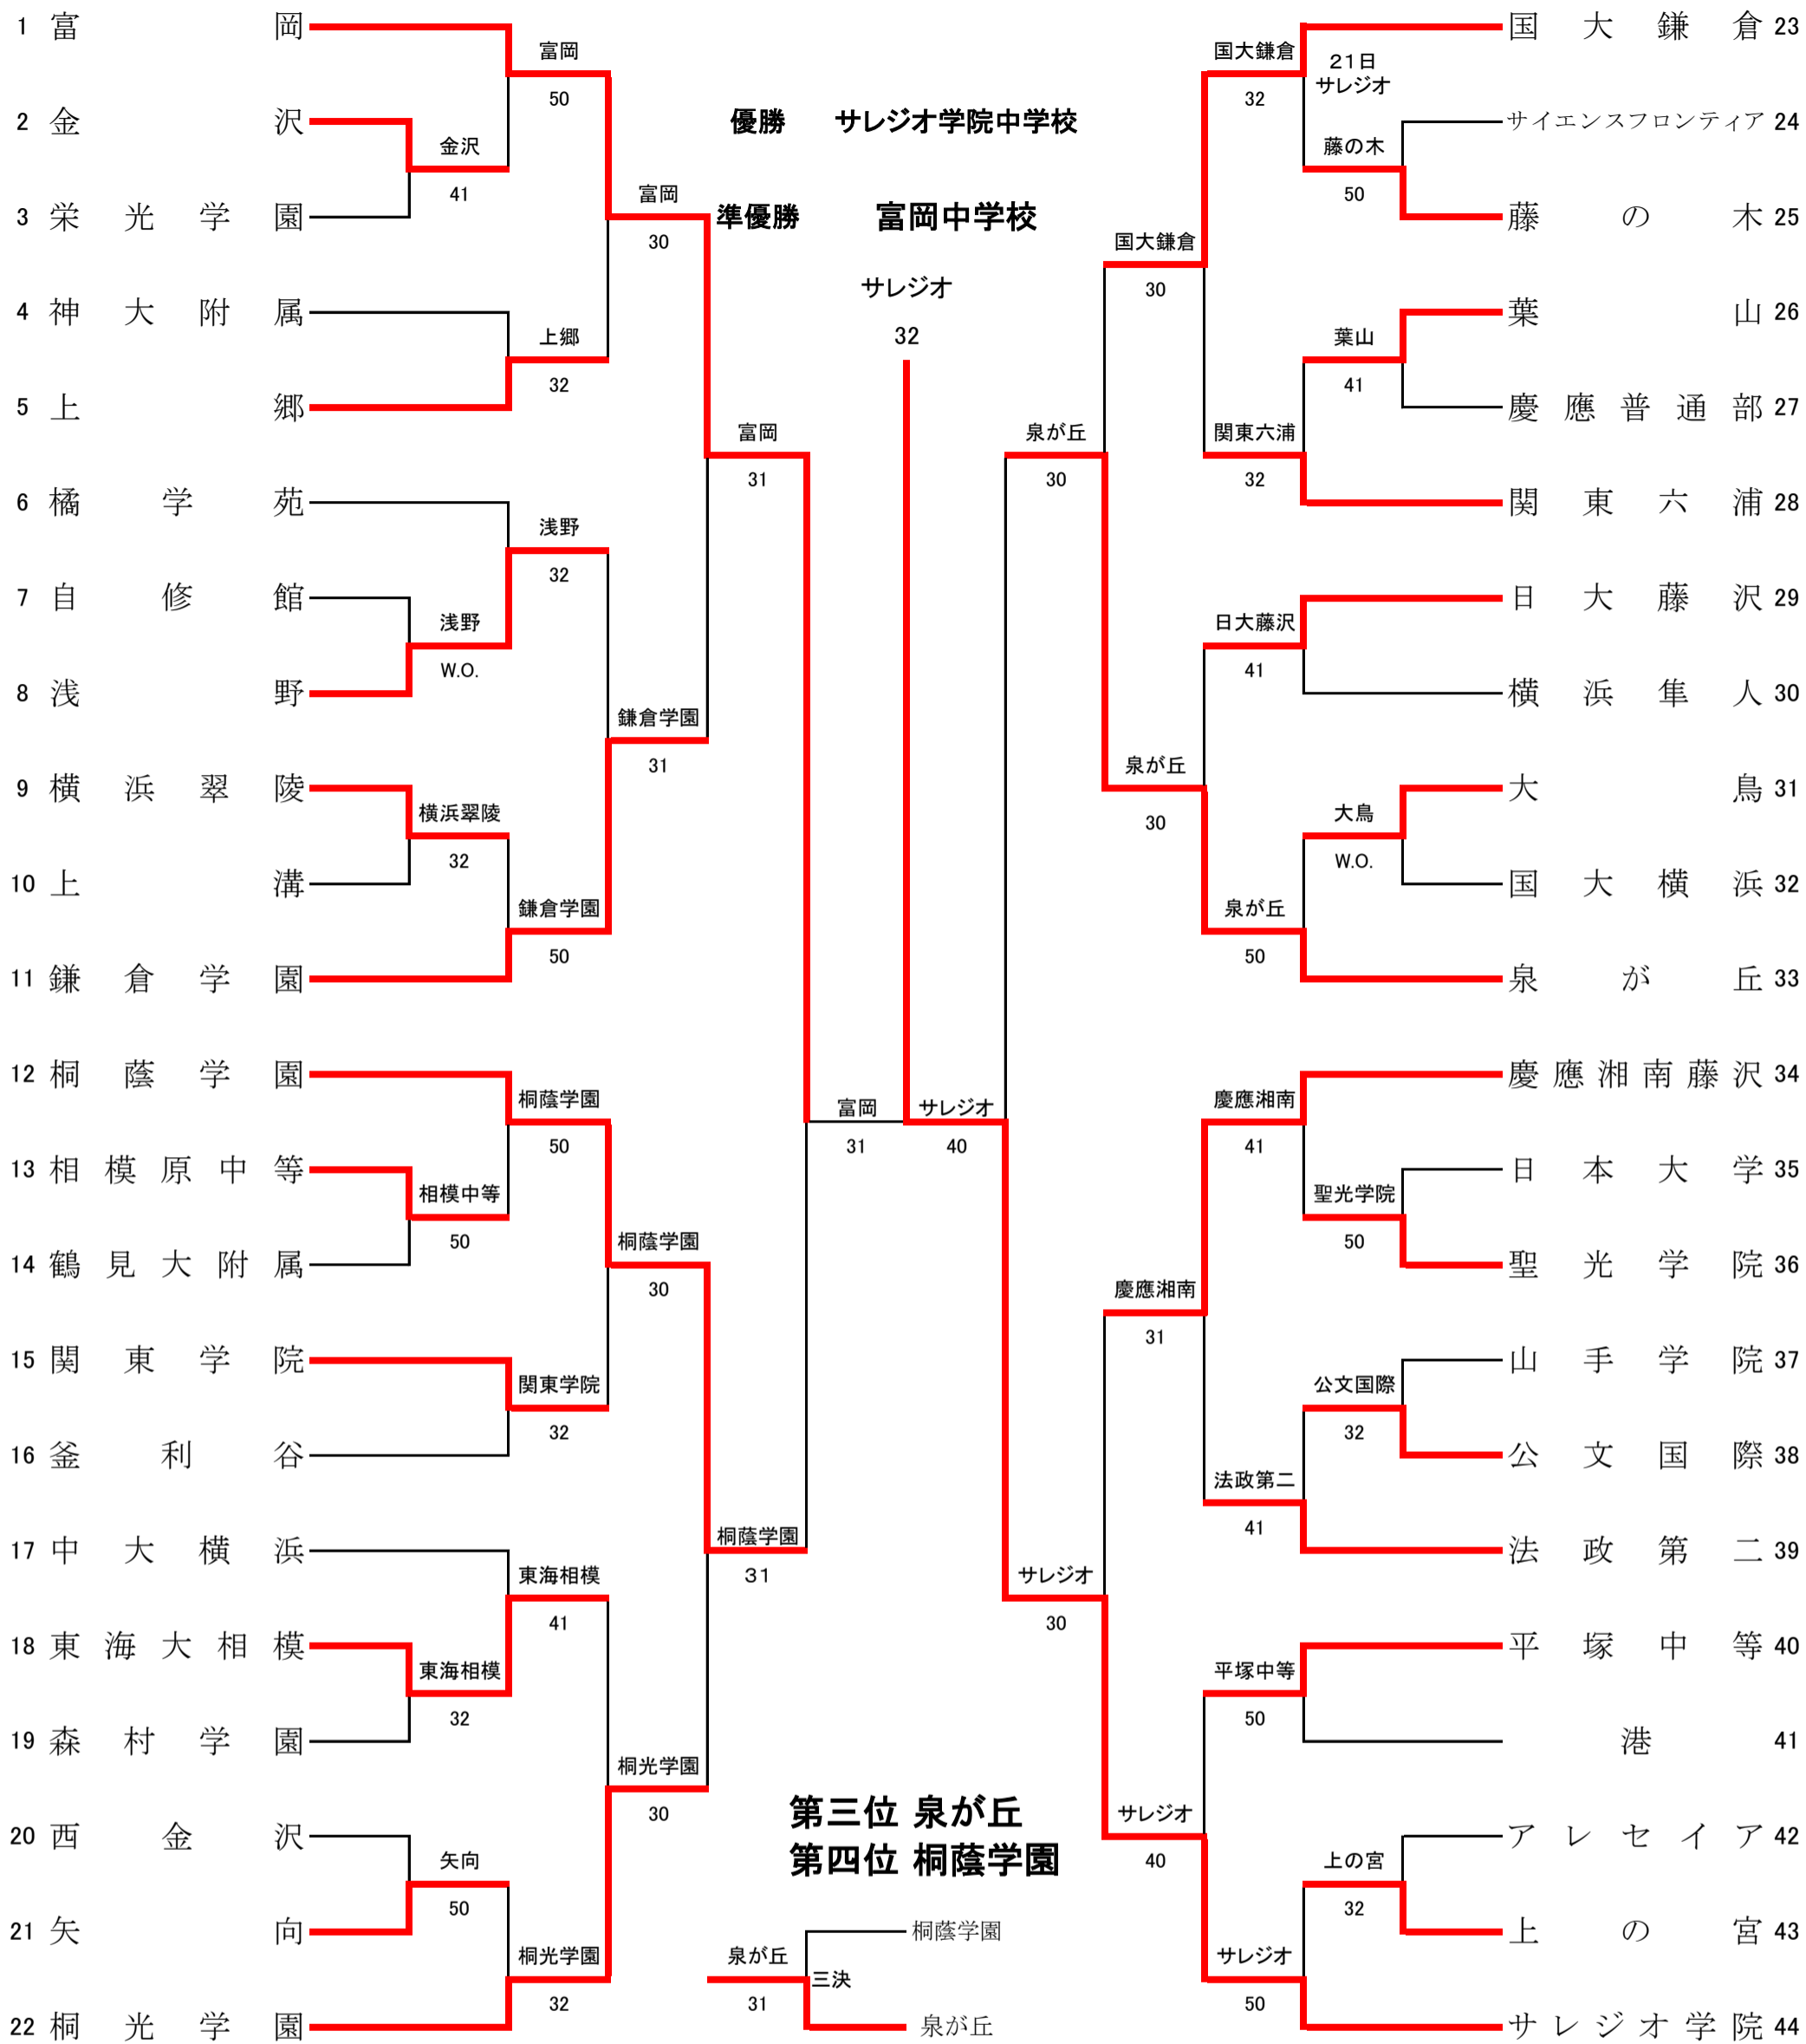 1 富岡
2 金沢
3 栄光学園
4 神大附属
5 上郷
6 橘学苑
7 自修館
8 浅野
9 横浜翠陵
10 上溝
11 鎌倉学園
12 桐蔭学園
13 相模原中等
14 鶴見大附属
15 関東学院
16 釜利谷
17 中大横浜
18 東海大相模
19 森村学園
20 西金沢
21 矢向
22 桐光学園
金沢
41
浅野
W.O.
横浜翠陵
32
相模中等
50
東海相模
32
矢向
50
富岡
50
上郷
32
浅野
32
鎌倉学園
50
桐蔭学園
50
関東学院
32
東海相模
41
桐光学園
32
富岡
30
鎌倉学園
31
桐蔭学園
30
桐光学園
30
富岡
31
桐蔭学園
31
富岡
31
優勝 サレジオ学院中学校
準優勝 富岡中学校
サレジオ
32
サレジオ
40
泉が丘
30
サレジオ
30
国大鎌倉
30
泉が丘
30
慶應湘南
31
サレジオ
40
国大鎌倉
32
関東六浦
32
日大藤沢
41
泉が丘
50
慶應湘南
41
法政第二
41
平塚中等
50
サレジオ
50
21日
サレジオ
藤の木
50
葉山
41
大鳥
W.O.
聖光学院
50
公文国際
32
上の宮
32
国大鎌倉 23
サイエンスフロンティア 24
藤の木 25
葉山 26
慶應普通部 27
関東六浦 28
日大藤沢 29
横浜隼人 30
大鳥 31
国大横浜 32
泉が丘 33
慶應湘南藤沢 34
日本大学 35
聖光学院 36
山手学院 37
公文国際 38
法政第二 39
平塚中等 40
港 41
アレセイア 42
上の宮 43
サレジオ学院 44
第三位 泉が丘
第四位 桐蔭学園
桐蔭学園
泉が丘
三決
31
泉が丘